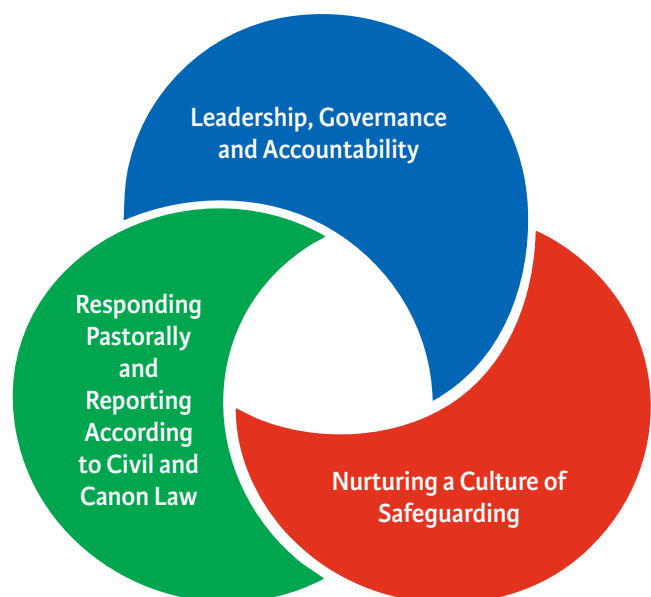 Leadership, Governance
and Accountability
Responding
Pastorally
and
Reporting
According
to Civil and
Canon Law
Nurturing a Culture of
Safeguarding